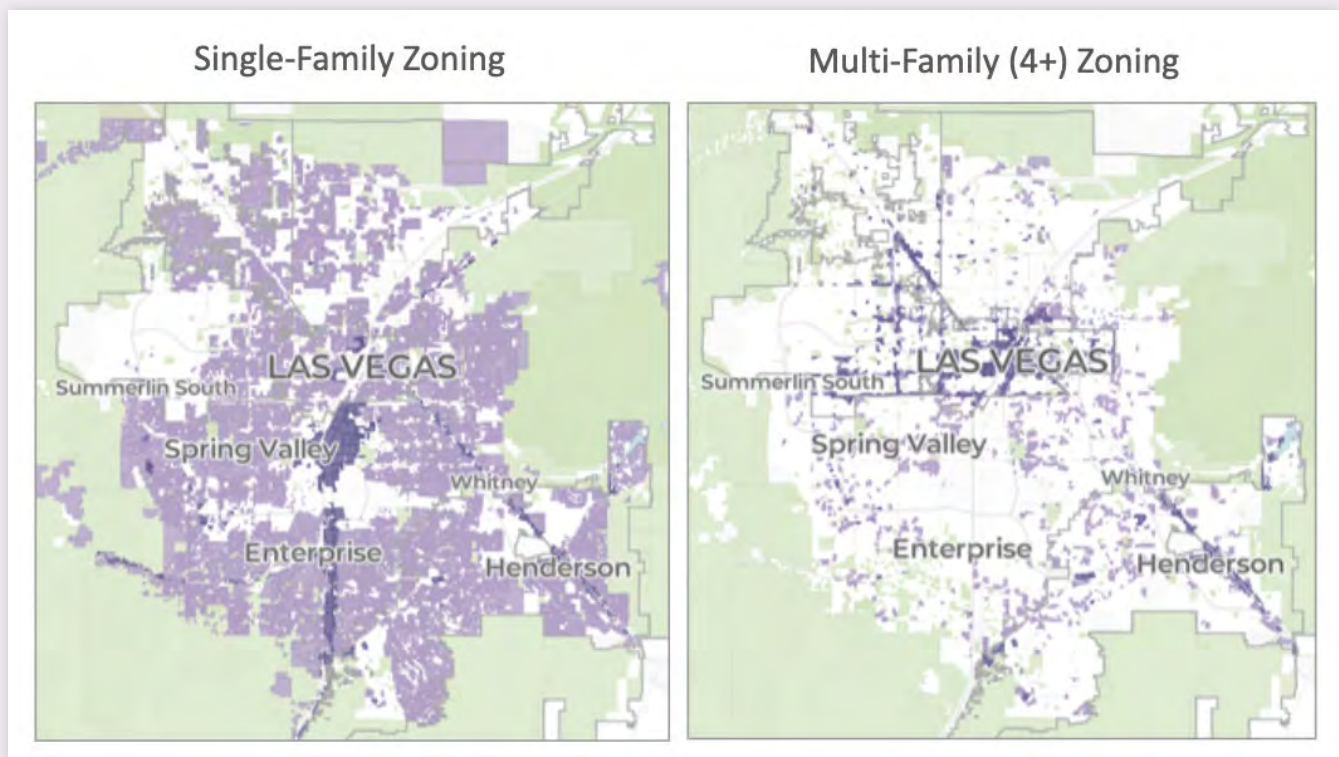 Single-Family Zoning
Multi-Family (4+) Zoning
LAS VEGAS
Summerlin South
Spring Valley
Whitney
Enterprise
Henderson
LAS VEGAS
Summerlin South
Spring Valley
Whitney
Enterprise
Henderson